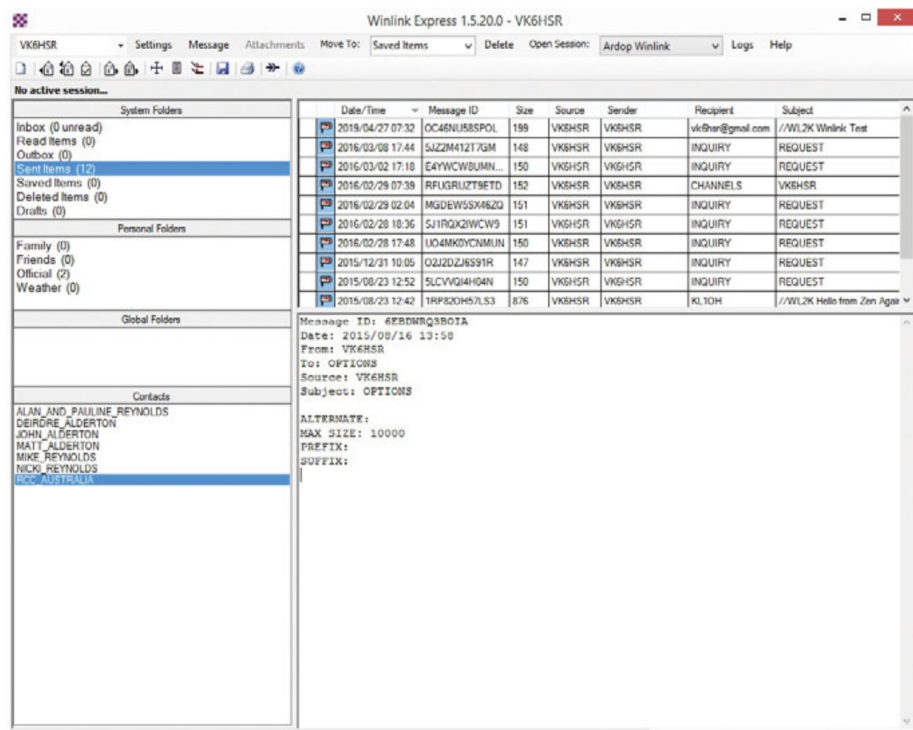 Winlink Express 1.5.20.0 - VK6HSR
VK6HSR Settings Message Attachments Move To: Saved Items Delete Open Session: Ardop Winlink Logs Help
No active session...
System Folders
Inbox (0 unread)
Read Items (0)
Outbox (0)
Sent Items (12)
Saved Items (0)
Deleted Items (0)
Drafts (0)
Personal Folders
Family (0)
Friends (0)
Official (2)
Weather (0)
Global Folders
Contacts
ALAN_AND_PAULINE_REYNOLDS
DEIRDRE_ALDERTON
JOHN_ALDERTON
MATT_ALDERTON
MIKE_REYNOLDS
NICKI_REYNOLDS
RCC_AUSTRALIA
Date/Time Message ID Size Source Sender Recipient Subject
2019/04/27 07:32 OC46NU58SPOL 199 VK6HSR VK6HSR vk6hsr@gmail.com //WL2K Winlink Test
2016/03/08 17:44 5JZ2M412T7GM 148 VK6HSR VK6HSR INQUIRY REQUEST
2016/03/02 17:18 E4YWCW8UMN... 150 VK6HSR VK6HSR INQUIRY REQUEST
2016/02/29 07:39 RFUGRUZT9ETD 152 VK6HSR VK6HSR CHANNELS VK6HSR
2016/02/29 02:04 MGDEW5SX46ZQ 151 VK6HSR VK6HSR INQUIRY REQUEST
2016/02/28 18:36 SJ1RQX2IWCW9 151 VK6HSR VK6HSR INQUIRY REQUEST
2016/02/28 17:48 UO4MK0YCNMUN 150 VK6HSR VK6HSR INQUIRY REQUEST
2015/12/31 10:05 O2J2DZJ6S91R 147 VK6HSR VK6HSR INQUIRY REQUEST
2015/08/23 12:52 5LCVVQI4H04N 150 VK6HSR VK6HSR INQUIRY REQUEST
2015/08/23 12:42 1RP82OH57LS3 876 VK6HSR VK6HSR KL1OH //WL2K Hello from Zen Again
Message ID: 6EBDWRQ3BOIA
Date: 2015/08/16 13:58
From: VK6HSR
To: OPTIONS
Source: VK6HSR
Subject: OPTIONS
ALTERNATE:
MAX SIZE: 10000
PREFIX:
SUFFIX: